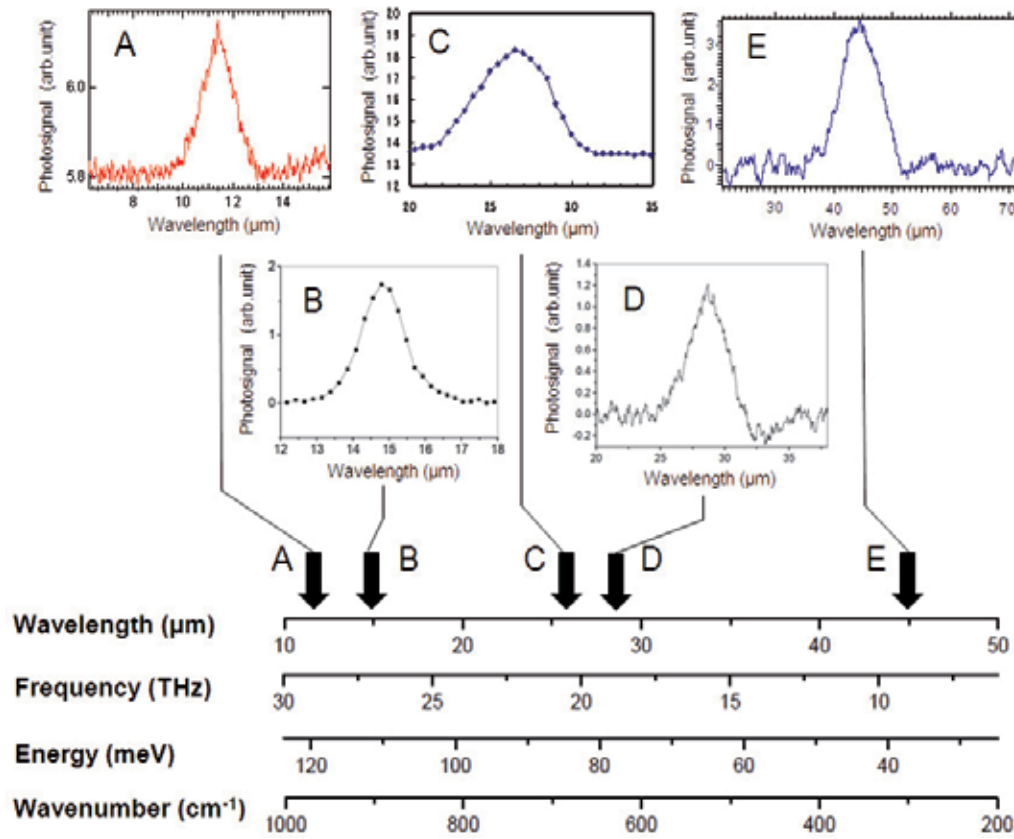 A
Photosignal (arb.unit)
6.0
5.8
8 10 12 14
Wavelength (µm)
C
Photosignal (arb.unit)
20
19
18
17
16
15
14
13
12
20 25 30 35
Wavelength (µm)
E
Photosignal (arb.unit)
3
2
1
0
30 40 50 60 70
Wavelength (µm)
B
Photosignal (arb.unit)
2
1
0
12 13 14 15 16 17 18
Wavelength (µm)
D
Photosignal (arb.unit)
1.4
1.2
1.0
0.8
0.6
0.4
0.2
0.0
-0.2
20 25 30 35
Wavelength (µm)
A B C D E
Wavelength (µm)
10 20 30 40 50
Frequency (THz)
30 25 20 15 10
Energy (meV)
120 100 80 60 40
Wavenumber (cm-1)
1000 800 600 400 200